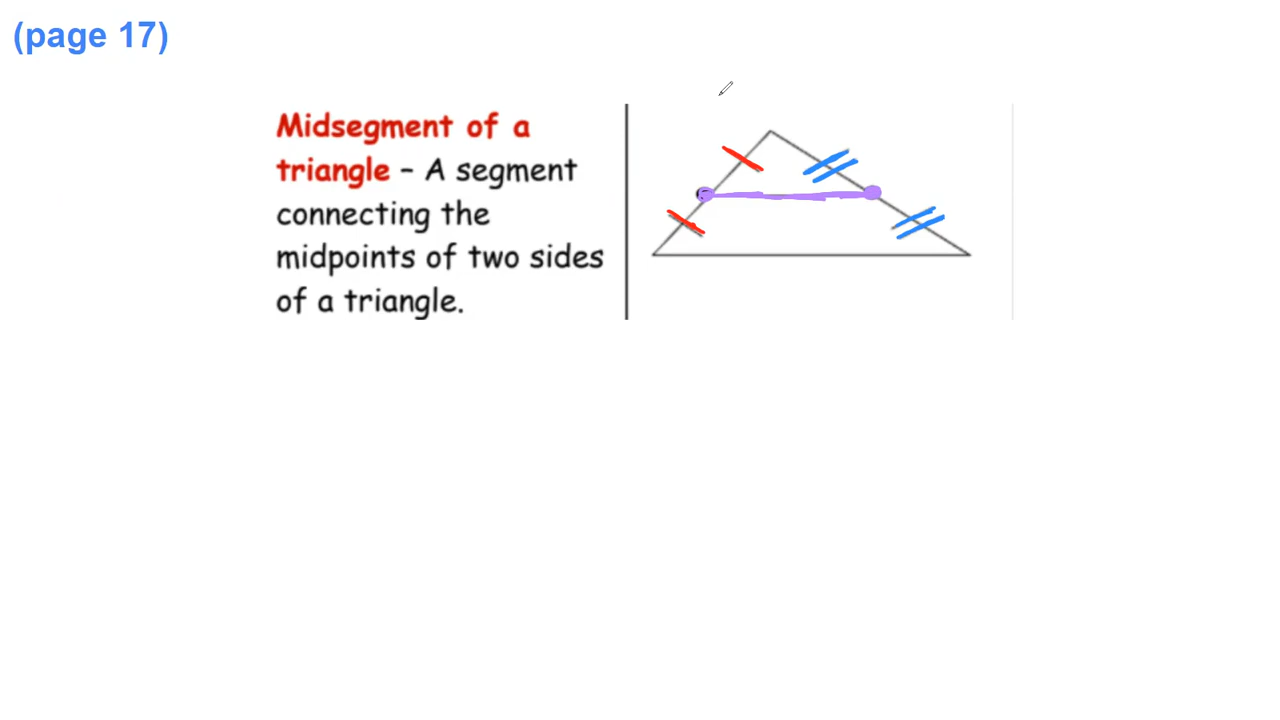 (page 17)
Midsegment of a
triangle – A segment
connecting the
midpoints of two sides
of a triangle.